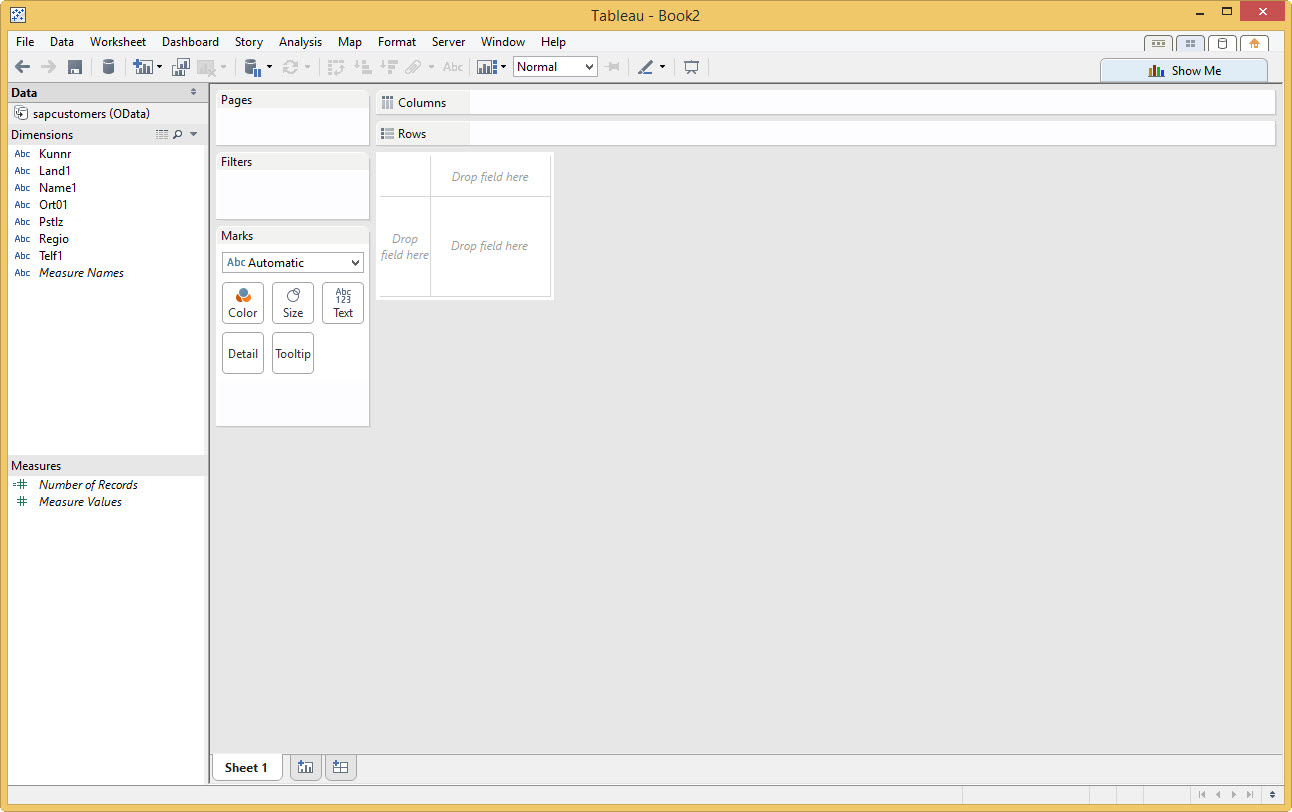 Tableau - Book2
File Data Worksheet Dashboard Story Analysis Map Format Server Window Help
Abc Normal
Show Me
Data
sapcustomers (OData)
Dimensions
Abc Kunnr
Abc Land1
Abc Name1
Abc Ort01
Abc Pstlz
Abc Regio
Abc Telf1
Abc Measure Names
Measures
=# Number of Records
# Measure Values
Pages
Filters
Marks
Abc Automatic
Color
Size
Abc
123
Text
Detail
Tooltip
Columns
Rows
Drop field here
Drop
field here
Drop field here
Sheet 1